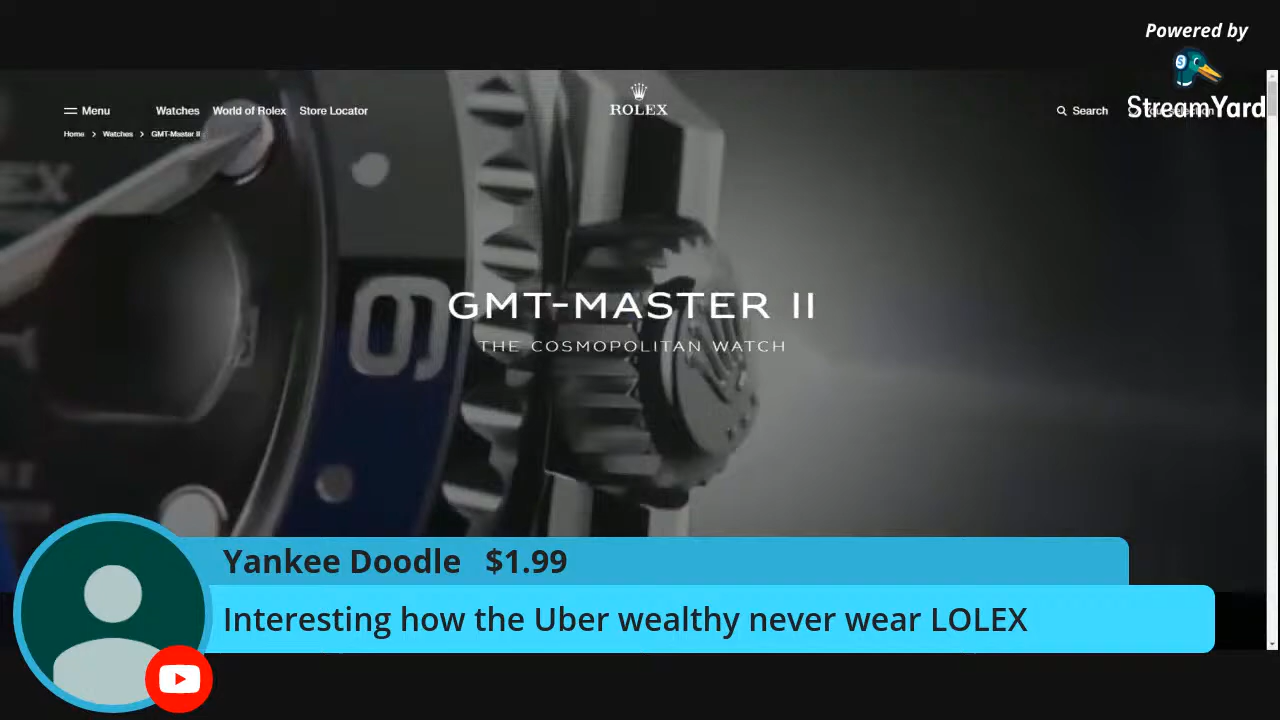 Powered by
StreamYard
Menu
Watches
World of Rolex
Store Locator
ROLEX
Search
Home > Watches > GMT-Master II
EX
GMT-MASTER II
THE COSMOPOLITAN WATCH
Yankee Doodle $1.99
Interesting how the Uber wealthy never wear LOLEX